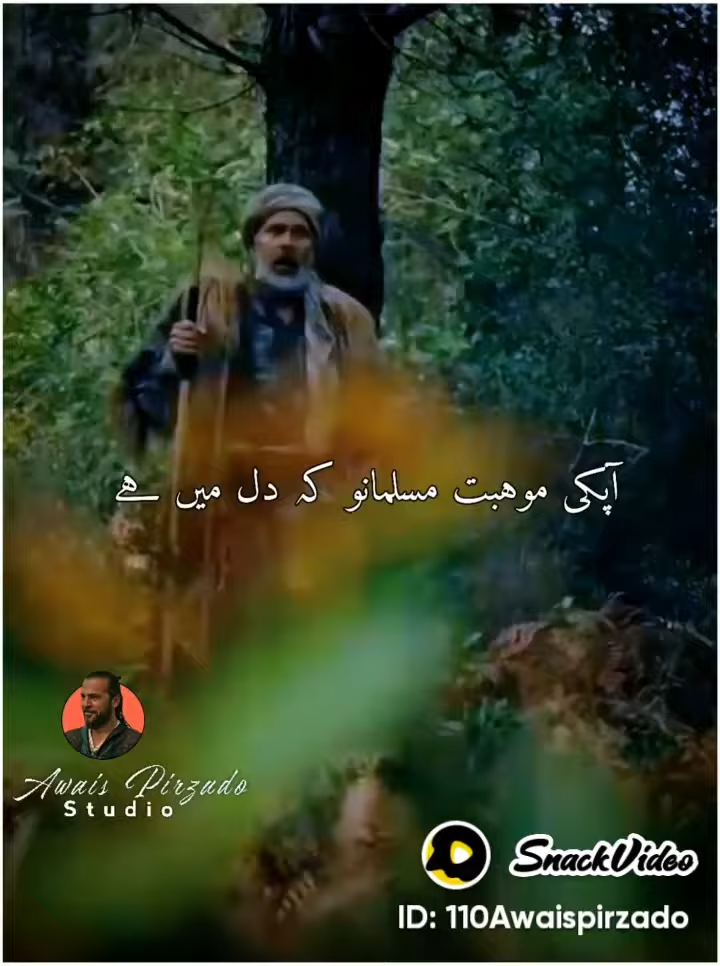 آپکی موھبت مسلمانو کہ دل میں ہے
Awais Pirzado
Studio
SnackVideo
ID: 110Awaispirzado